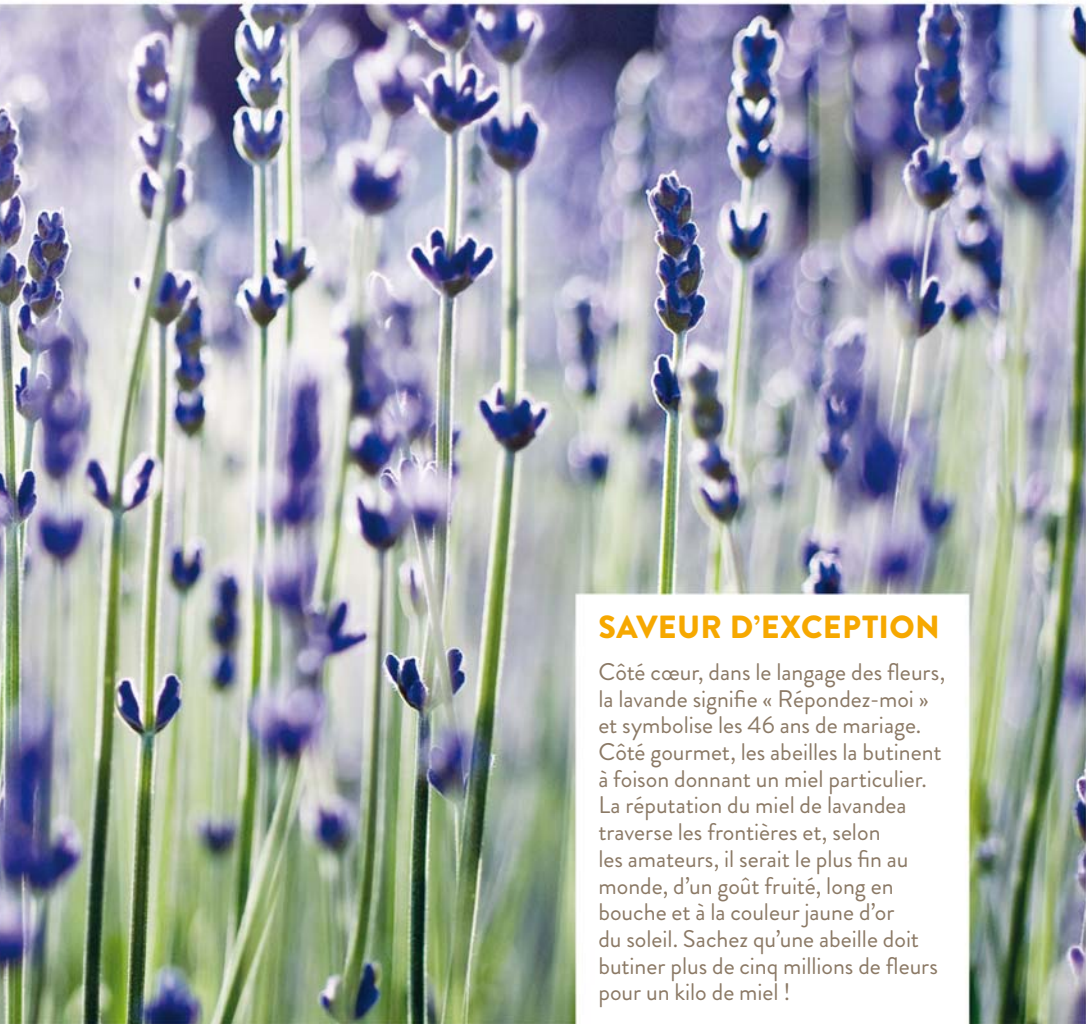 SAVEUR D’EXCEPTION
Côté cœur, dans le langage des fleurs,
la lavande signifie « Répondez-moi »
et symbolise les 46 ans de mariage.
Côté gourmet, les abeilles la butinent
à foison donnant un miel particulier.
La réputation du miel de lavandea
traverse les frontières et, selon
les amateurs, il serait le plus fin au
monde, d’un goût fruité, long en
bouche et à la couleur jaune d’or
du soleil. Sachez qu’une abeille doit
butiner plus de cinq millions de fleurs
pour un kilo de miel !